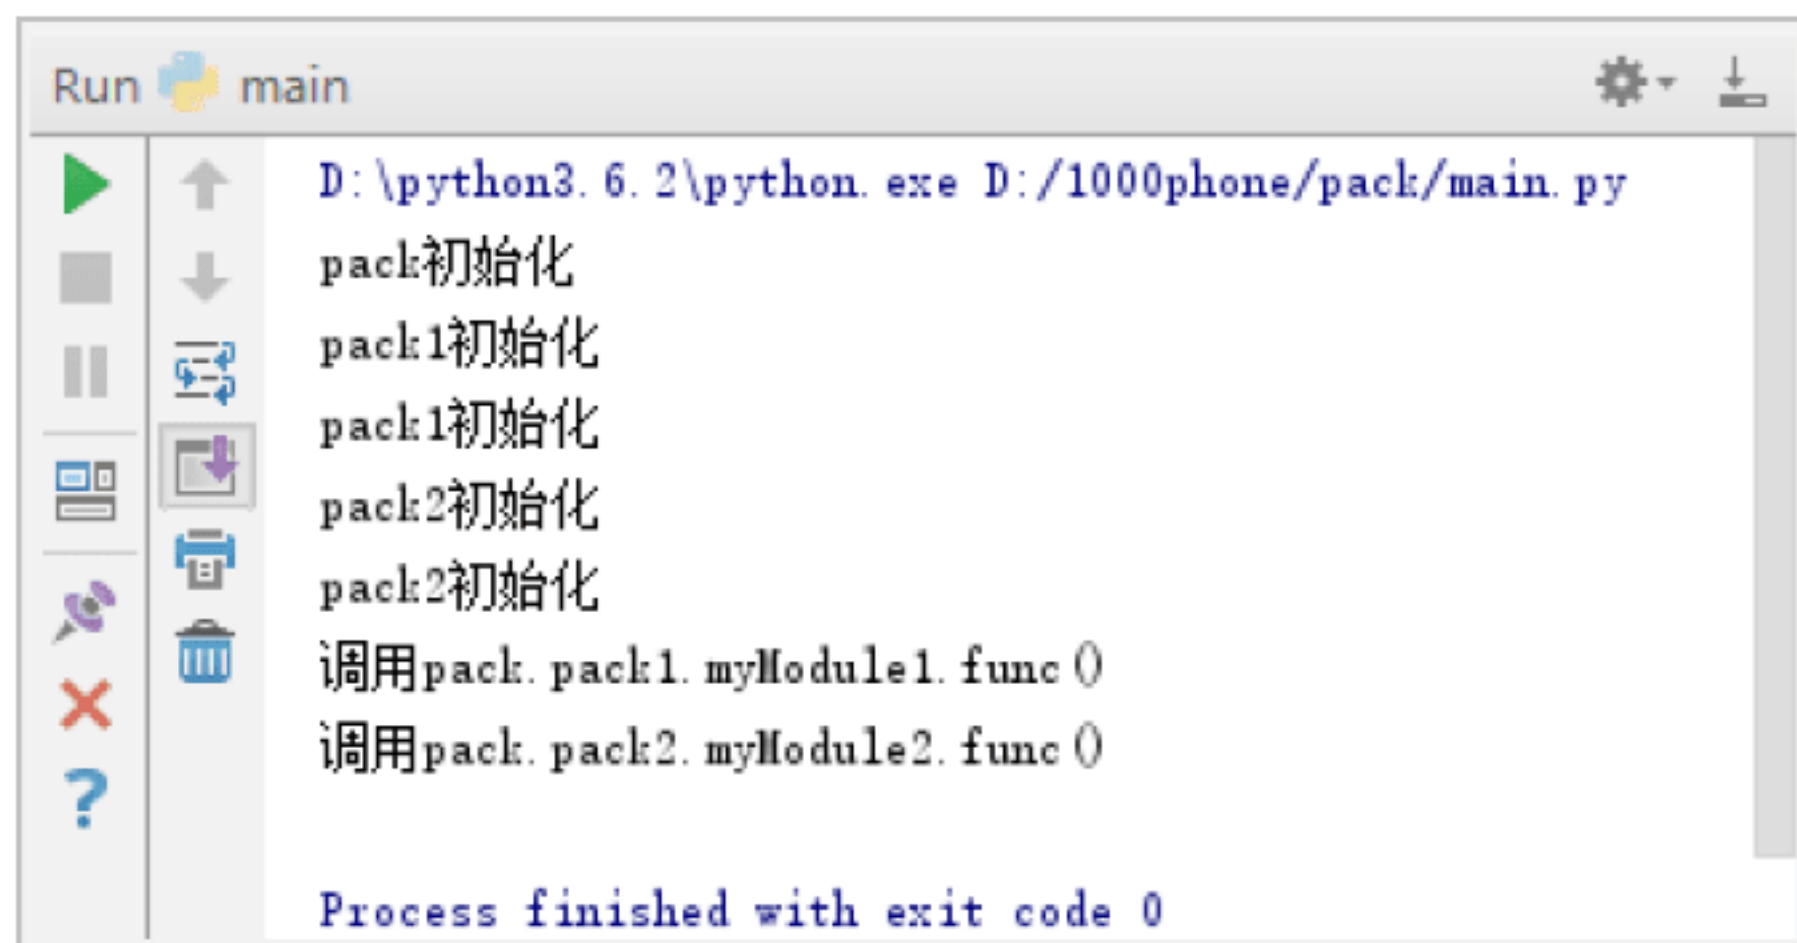 Run main
D:\python3.6.2\python.exe D:/1000phone/pack/main.py
pack初始化
pack1初始化
pack1初始化
pack2初始化
pack2初始化
调用pack.pack1.myModule1.func()
调用pack.pack2.myModule2.func()
Process finished with exit code 0